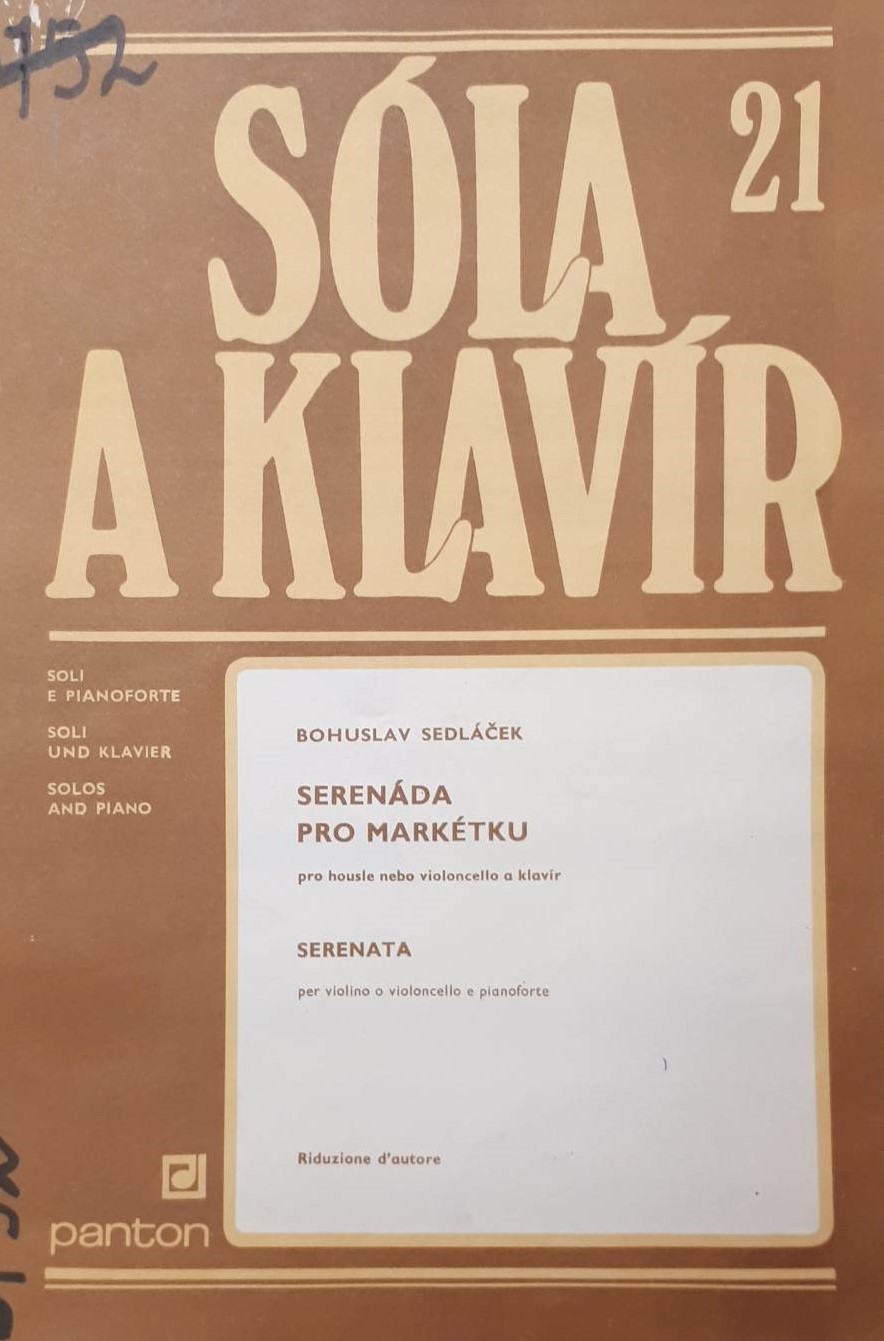 752
SÓLA 21
A KLAVÍR
SOLI
E PIANOFORTE
SOLI
UND KLAVIER
SOLOS
AND PIANO
BOHUSLAV SEDLÁČEK
SERENÁDA
PRO MARKÉTKU
pro housle nebo violoncello a klavír
SERENATA
per violino o violoncello e pianoforte
Riduzione d'autore
panton